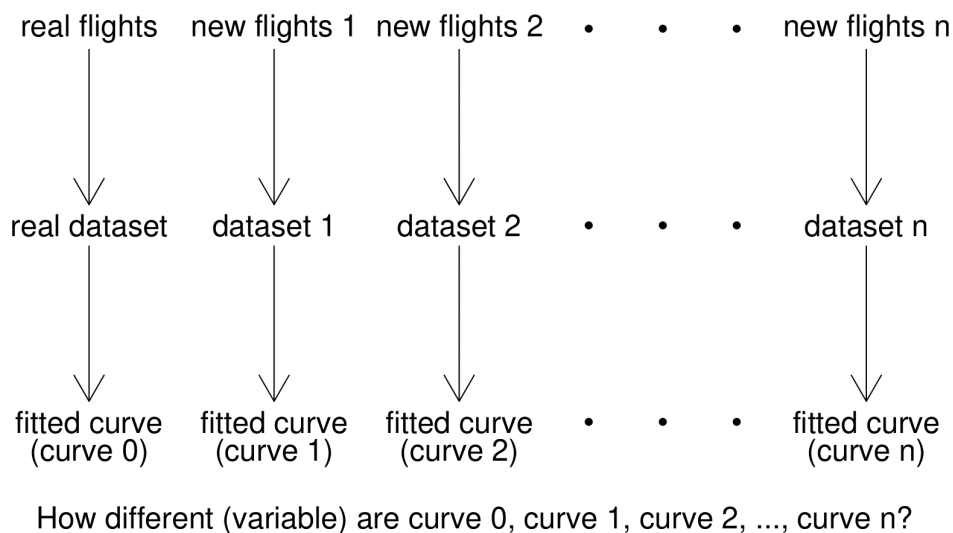 real flights new flights 1 new flights 2 • • • new flights n
real dataset dataset 1 dataset 2 • • • dataset n
fitted curve fitted curve fitted curve • • • fitted curve
(curve 0) (curve 1) (curve 2) (curve n)
How different (variable) are curve 0, curve 1, curve 2, ..., curve n?